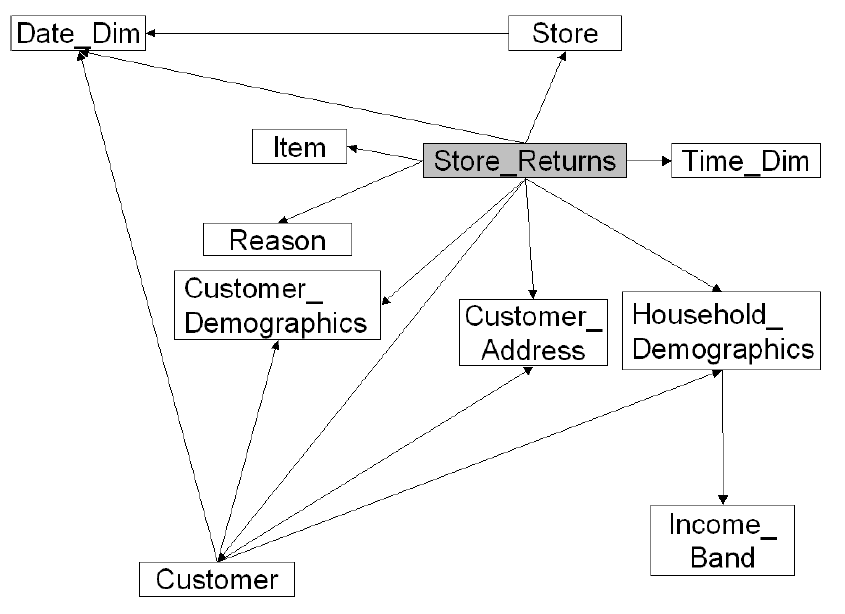 Date_Dim
Store
Item
Store_Returns
Time_Dim
Reason
Customer_
Demographics
Customer_
Address
Household_
Demographics
Income_
Band
Customer